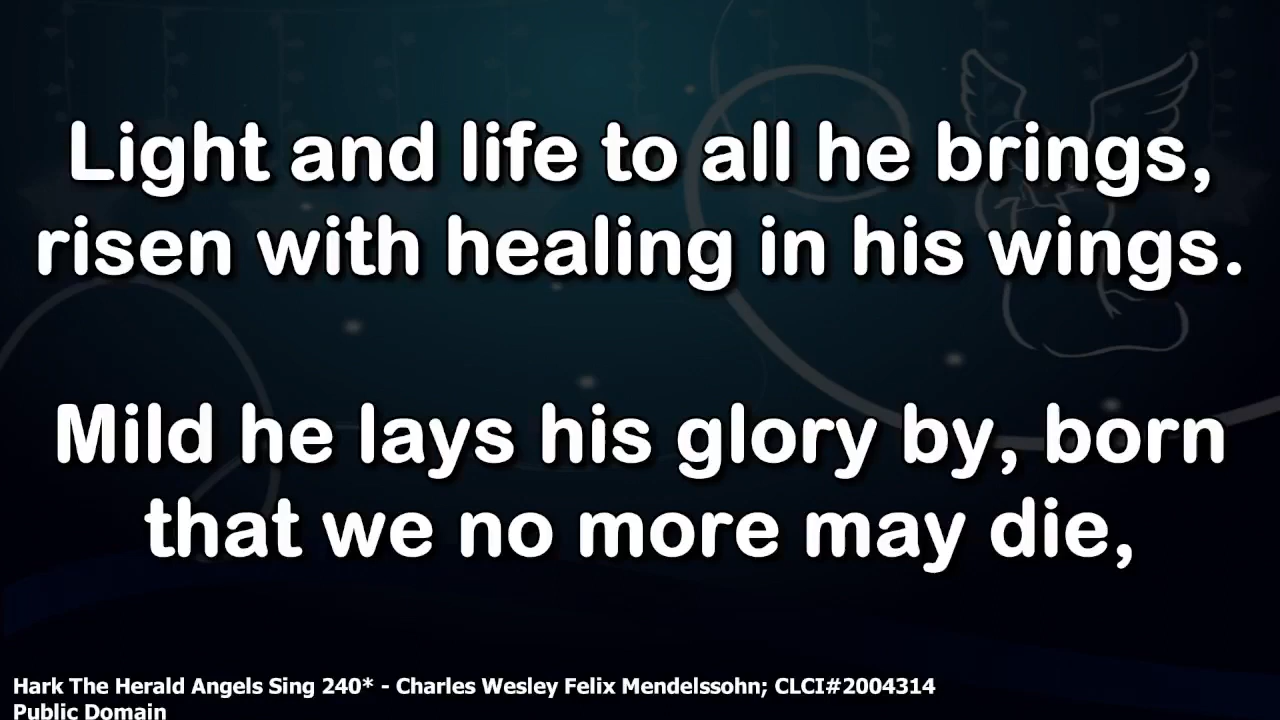 Light and life to all he brings,
risen with healing in his wings.
Mild he lays his glory by, born
that we no more may die,
Hark The Herald Angels Sing 240* - Charles Wesley Felix Mendelssohn; CLCI#2004314
Public Domain